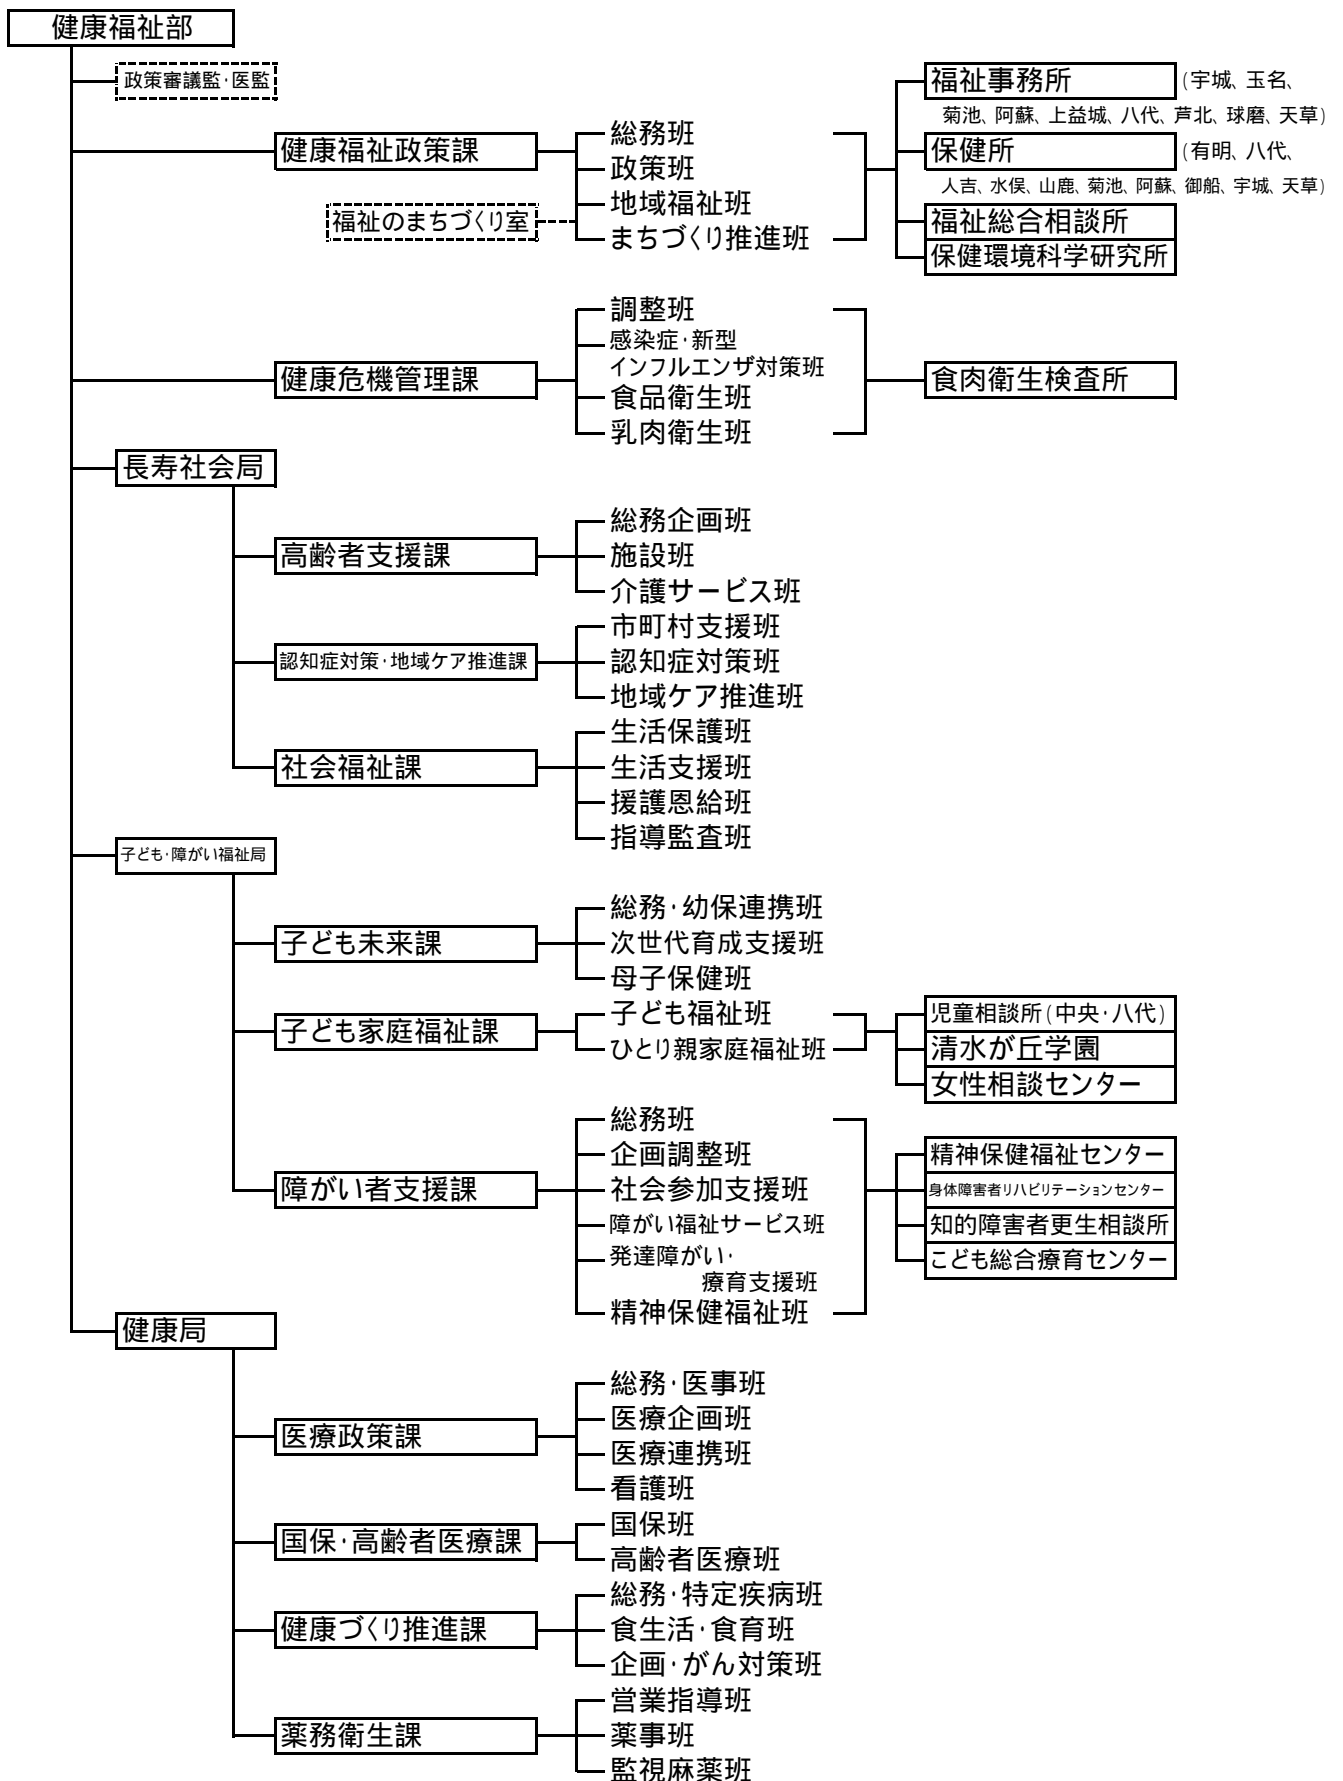 健康福祉部
政策審議監・医監
健康福祉政策課
福祉のまちづくり室
総務班
政策班
地域福祉班
まちづくり推進班
福祉事務所 (宇城、玉名、
菊池、阿蘇、上益城、八代、芦北、球磨、天草)
保健所 (有明、八代、
人吉、水俣、山鹿、菊池、阿蘇、御船、宇城、天草)
福祉総合相談所
保健環境科学研究所
健康危機管理課
調整班
感染症・新型
インフルエンザ対策班
食品衛生班
乳肉衛生班
食肉衛生検査所
長寿社会局
高齢者支援課
総務企画班
施設班
介護サービス班
認知症対策・地域ケア推進課
市町村支援班
認知症対策班
地域ケア推進班
社会福祉課
生活保護班
生活支援班
援護恩給班
指導監査班
子ども・障がい福祉局
子ども未来課
総務・幼保連携班
次世代育成支援班
母子保健班
子ども家庭福祉課
子ども福祉班
ひとり親家庭福祉班
児童相談所(中央・八代)
清水が丘学園
女性相談センター
障がい者支援課
総務班
企画調整班
社会参加支援班
障がい福祉サービス班
発達障がい・
療育支援班
精神保健福祉班
精神保健福祉センター
身体障害者リハビリテーションセンター
知的障害者更生相談所
こども総合療育センター
健康局
医療政策課
総務・医事班
医療企画班
医療連携班
看護班
国保・高齢者医療課
国保班
高齢者医療班
健康づくり推進課
総務・特定疾病班
食生活・食育班
企画・がん対策班
薬務衛生課
営業指導班
薬事班
監視麻薬班